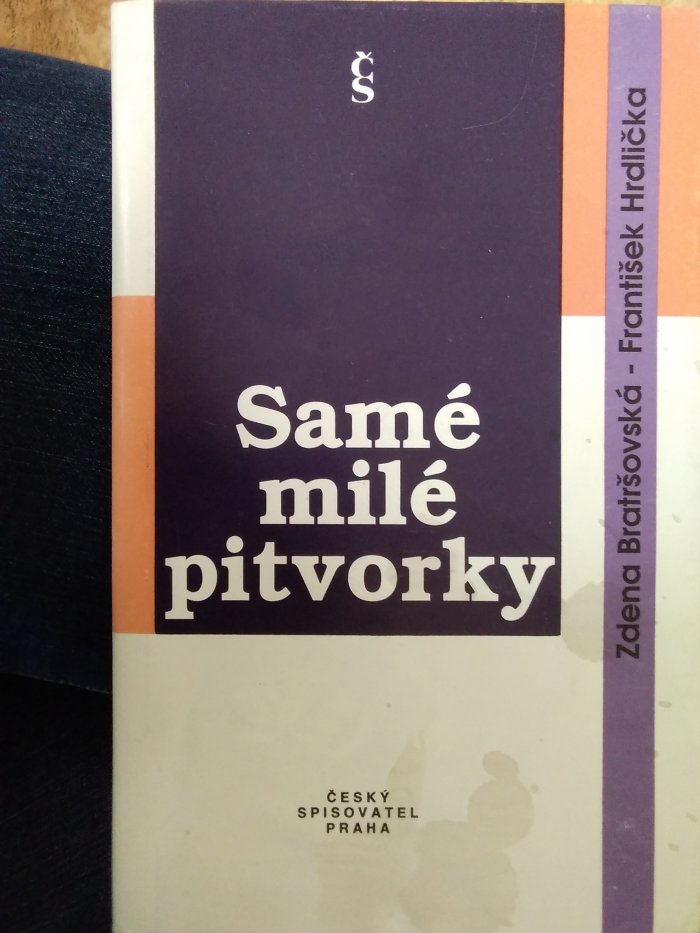 ČS
Samé
milé
pitvorky
Zdena Bratršovská - František Hrdlička
ČESKÝ
SPISOVATEL
PRAHA